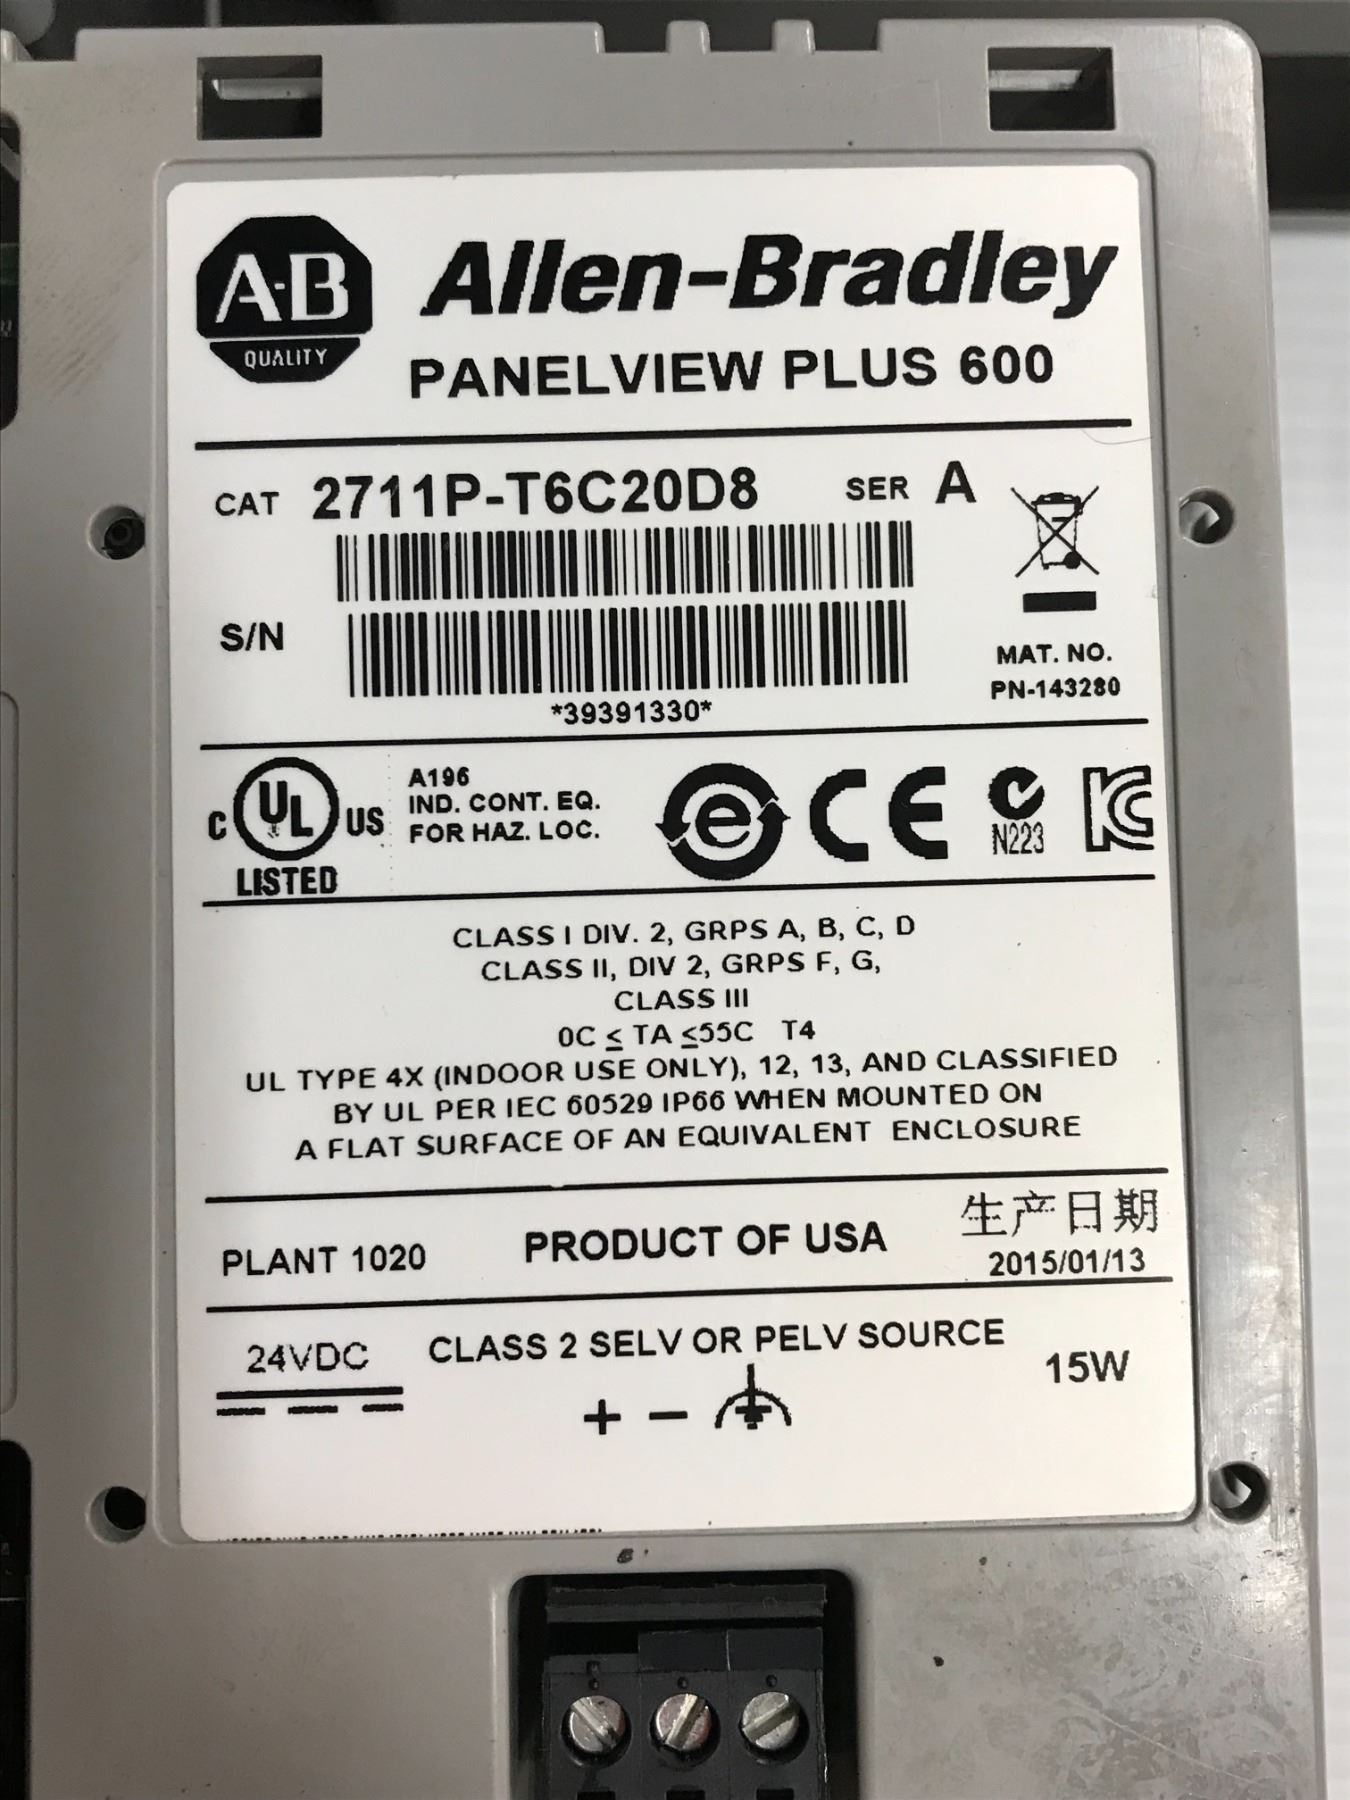 A-B
QUALITY
Allen-Bradley
PANELVIEW PLUS 600
CAT 2711P-T6C20D8 SER A
S/N
*39391330*
MAT. NO.
PN-143280
C UL US
LISTED
A196
IND. CONT. EQ.
FOR HAZ. LOC.
e
CE
N223
KC
CLASS I DIV. 2, GRPS A, B, C, D
CLASS II, DIV 2, GRPS F, G,
CLASS III
0C ≤ TA ≤55C T4
UL TYPE 4X (INDOOR USE ONLY), 12, 13, AND CLASSIFIED
BY UL PER IEC 60529 IP66 WHEN MOUNTED ON
A FLAT SURFACE OF AN EQUIVALENT ENCLOSURE
PLANT 1020
PRODUCT OF USA
生产日期
2015/01/13
24VDC
CLASS 2 SELV OR PELV SOURCE
15W
+ −